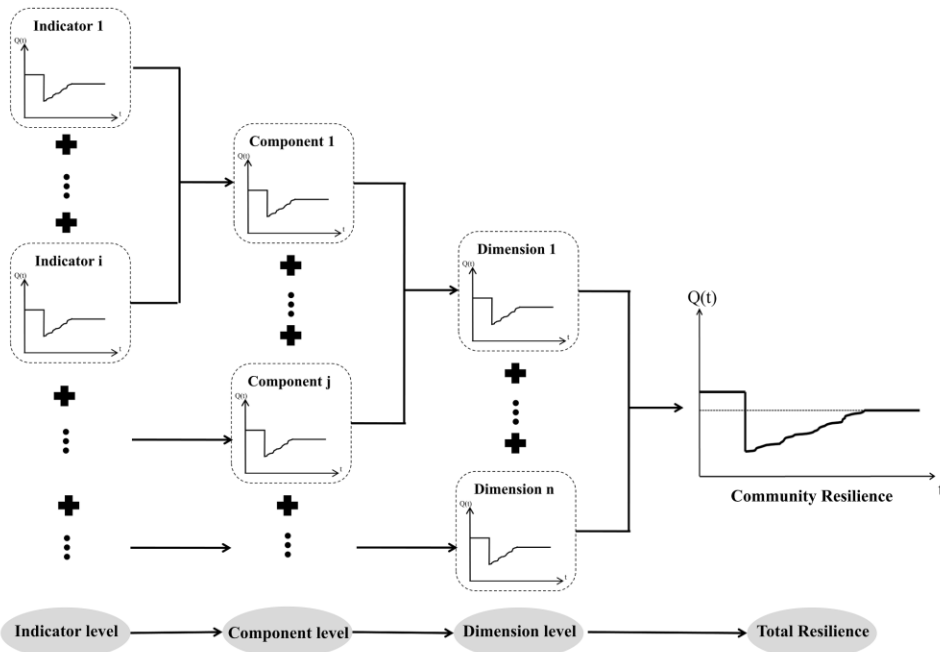 Indicator 1
Q(t)
t
Indicator i
Q(t)
t
Component 1
Q(t)
t
Component j
Q(t)
t
Dimension 1
Q(t)
t
Dimension n
Q(t)
t
Q(t)
t
Community Resilience
Indicator level
Component level
Dimension level
Total Resilience